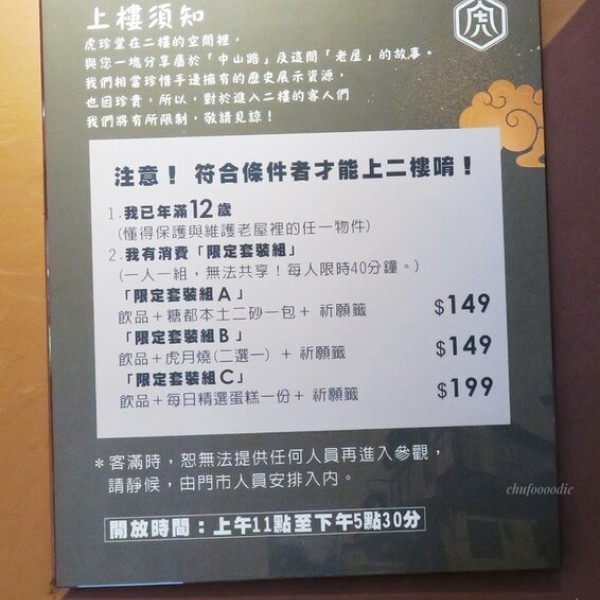 上樓須知
虎
虎珍堂在二樓的空間裡，
與您一塊分享屬於「中山路」及這間「老屋」的故事。
我們相當珍惜手邊擁有的歷史展示資源，
也因珍貴，所以，對於進入二樓的客人們
我們將有所限制，敬請見諒！
注意！ 符合條件者才能上二樓唷！
1.我已年滿12歲
(懂得保護與維護老屋裡的任一物件)
2.我有消費「限定套裝組」
(一人一組，無法共享！每人限時40分鐘。)
「限定套裝組A」
飲品＋糖都本土二砂一包＋ 祈願籤 $149
「限定套裝組B」
飲品＋虎月燒(二選一) ＋ 祈願籤 $149
「限定套裝組C」
飲品＋每日精選蛋糕一份＋ 祈願籤 $199
＊客滿時，恕無法提供任何人員再進入參觀，
請靜候，由門市人員安排入内。
開放時間：上午11點至下午5點30分
chufoooodie